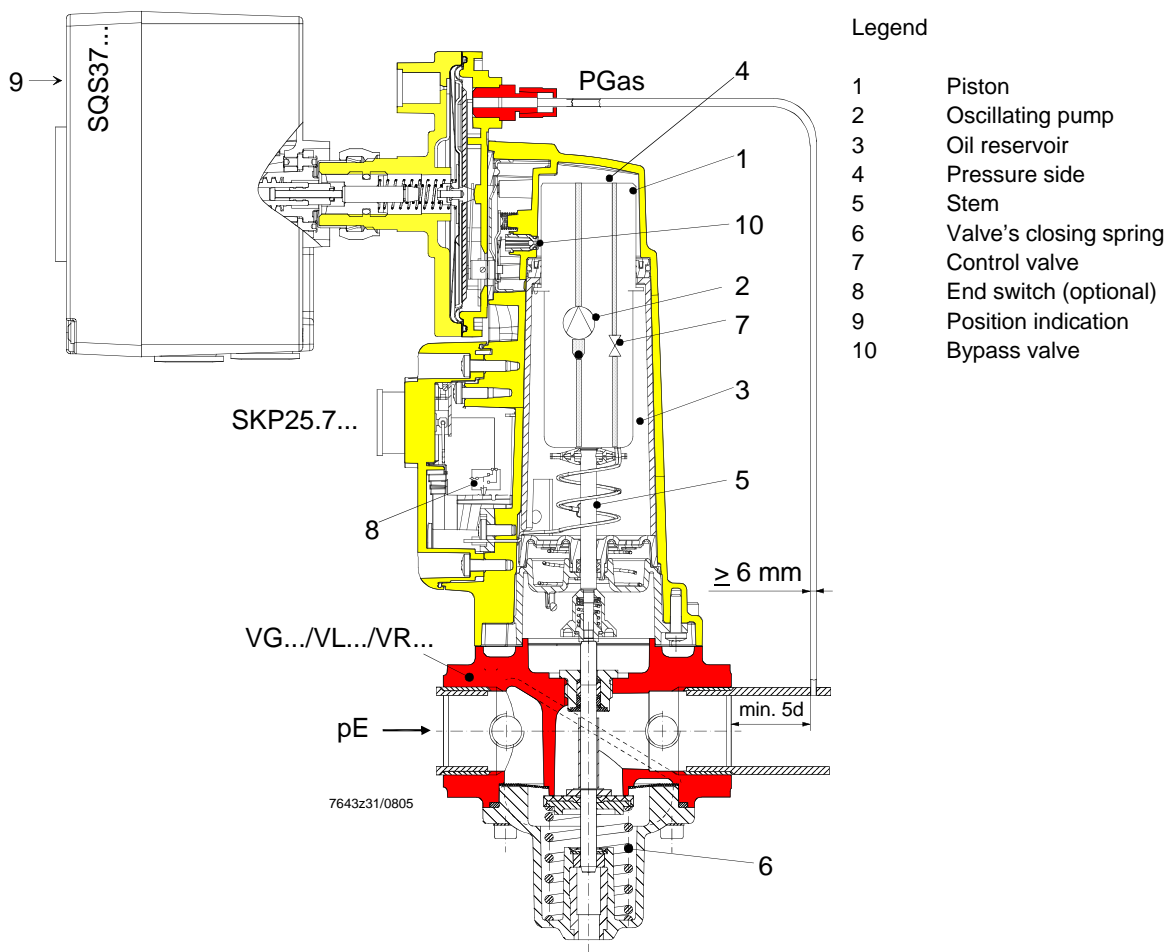 Legend
1 Piston
2 Oscillating pump
3 Oil reservoir
4 Pressure side
5 Stem
6 Valve's closing spring
7 Control valve
8 End switch (optional)
9 Position indication
10 Bypass valve
SQS37...
9
PGas
4
1
10
2
7
3
SKP25.7...
8
5
≥ 6 mm
VG.../VL.../VR...
min. 5d
pE
7643z31/0805
6